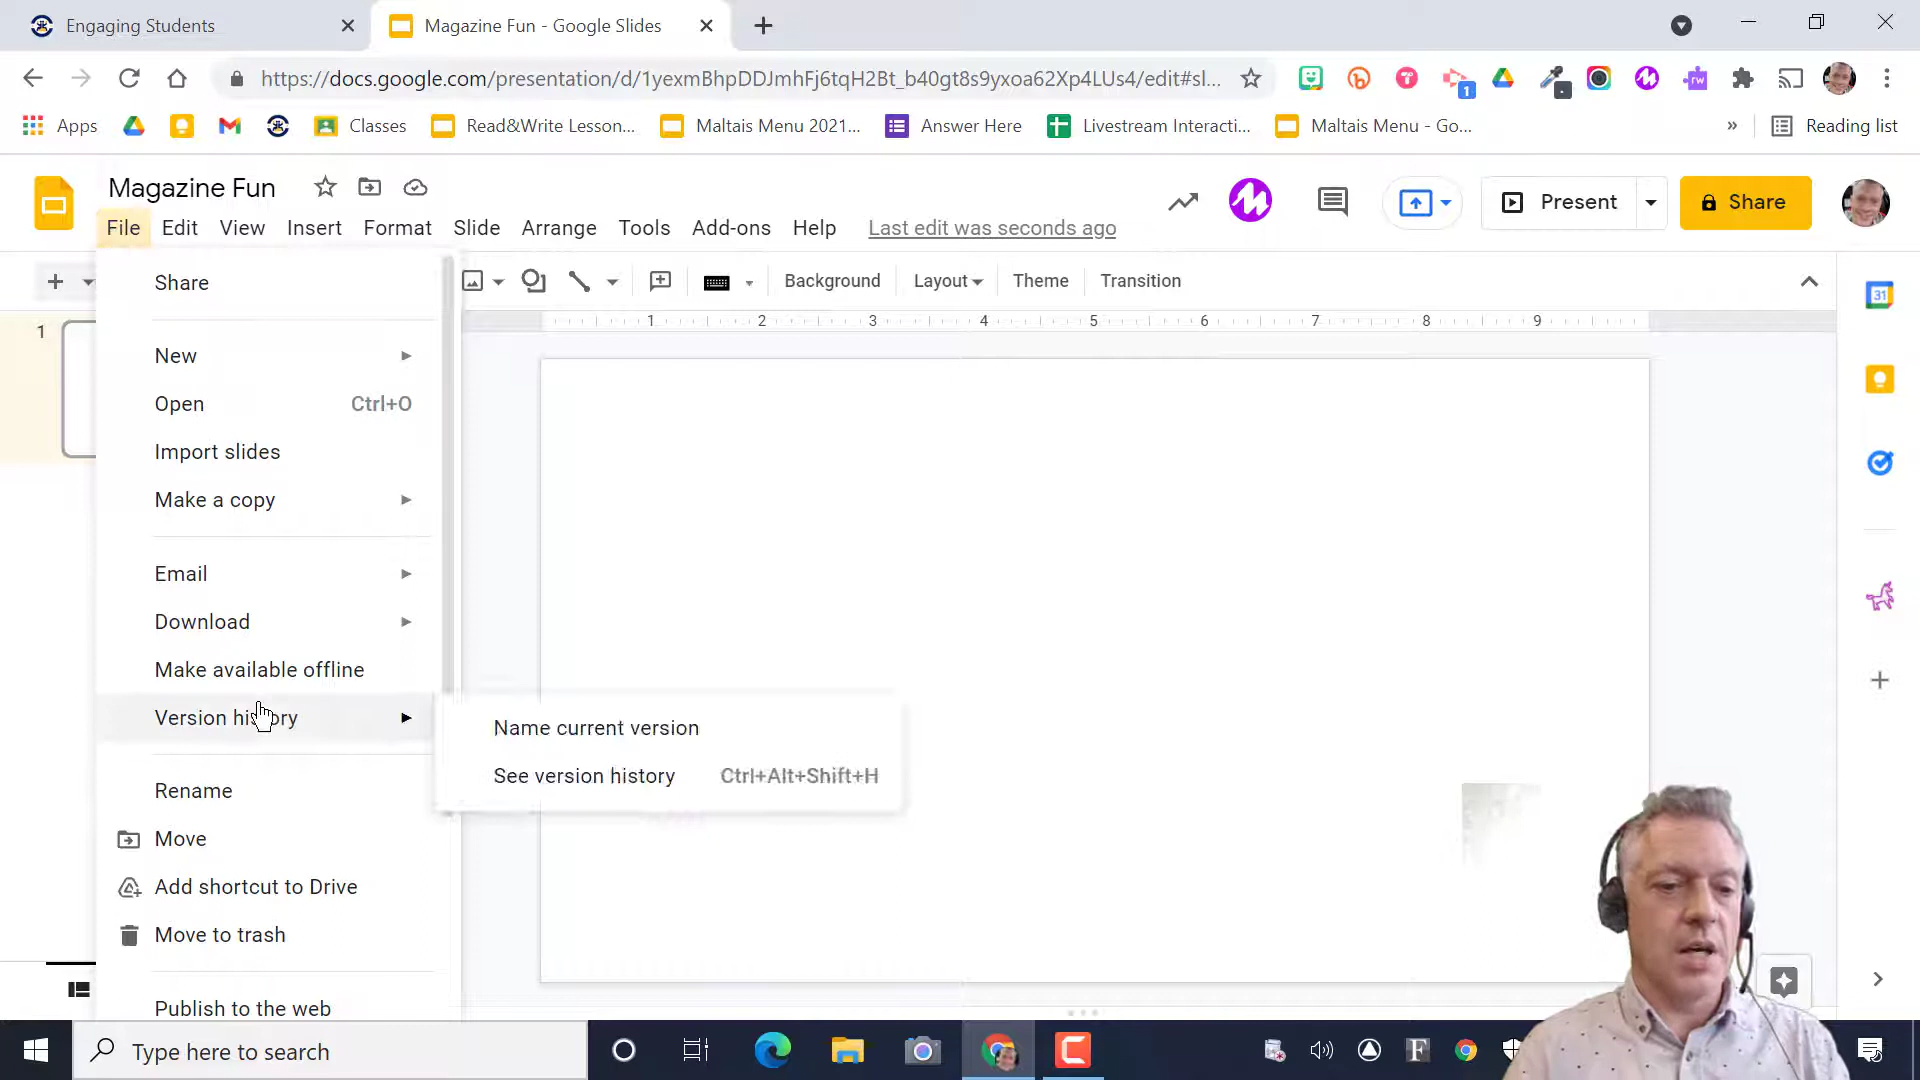 Engaging Students
Magazine Fun - Google Slides
https://docs.google.com/presentation/d/1yexmBhpDDJmhFj6tqH2Bt_b40gt8s9yxoa62Xp4LUs4/edit#sl...
1
rw
Apps
Classes
Read&Write Lesson...
Maltais Menu 2021...
Answer Here
Livestream Interacti...
Maltais Menu - Go...
»
Reading list
Magazine Fun
Present
Share
File Edit View Insert Format Slide Arrange Tools Add-ons Help Last edit was seconds ago
Background
Layout
Theme
Transition
31
1 2 3 4 5 6 7 8 9
1
Share
New
Open Ctrl+O
Import slides
Make a copy
Email
Download
Make available offline
Version history
Name current version
See version history Ctrl+Alt+Shift+H
Rename
Move
Add shortcut to Drive
Move to trash
Publish to the web
Type here to search